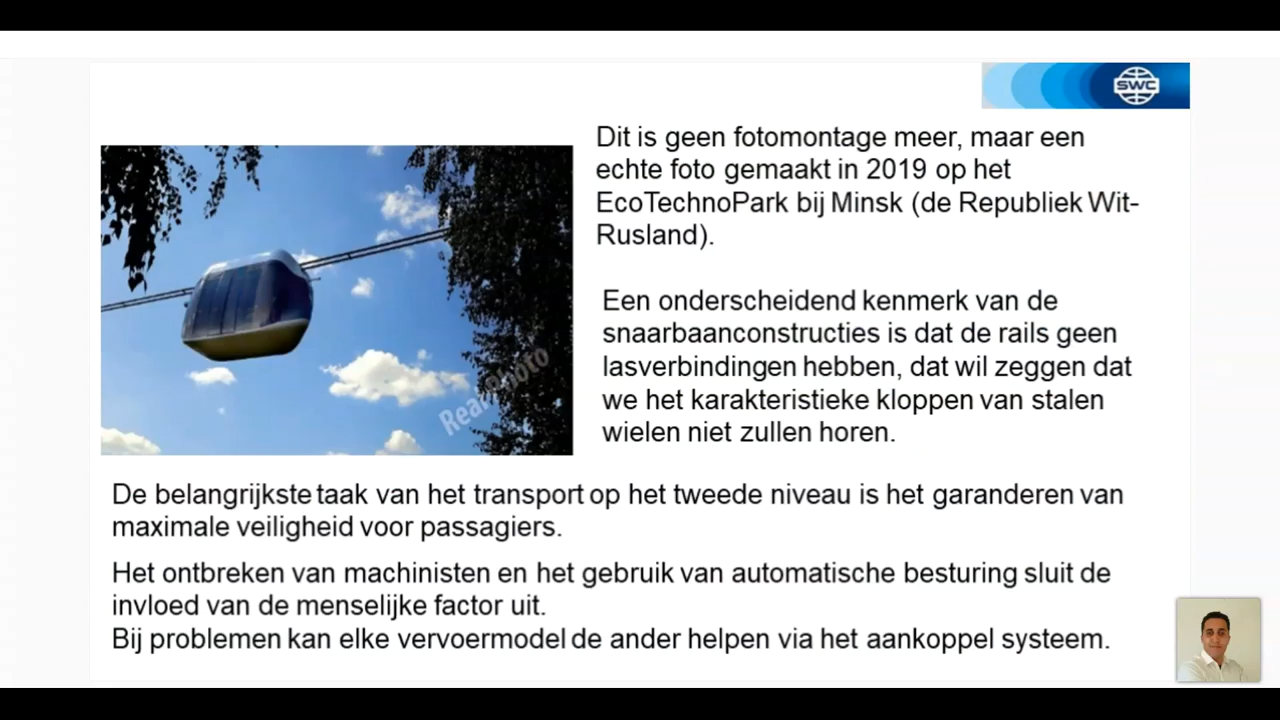 SWC
Dit is geen fotomontage meer, maar een
echte foto gemaakt in 2019 op het
EcoTechnoPark bij Minsk (de Republiek Wit-
Rusland).
Een onderscheidend kenmerk van de
snaarbaanconstructies is dat de rails geen
lasverbindingen hebben, dat wil zeggen dat
we het karakteristieke kloppen van stalen
wielen niet zullen horen.
Real photo
De belangrijkste taak van het transport op het tweede niveau is het garanderen van
maximale veiligheid voor passagiers.
Het ontbreken van machinisten en het gebruik van automatische besturing sluit de
invloed van de menselijke factor uit.
Bij problemen kan elke vervoermodel de ander helpen via het aankoppel systeem.